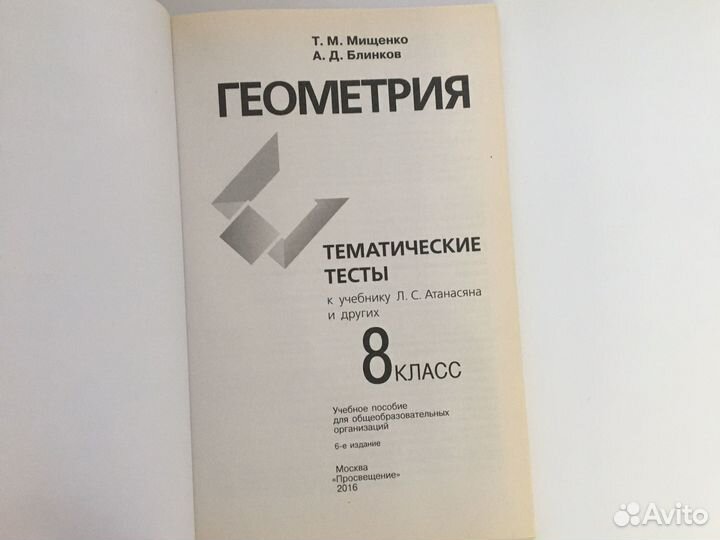 Т. М. Мищенко
А. Д. Блинков
ГЕОМЕТРИЯ
ТЕМАТИЧЕСКИЕ
ТЕСТЫ
к учебнику Л. С. Атанасяна
и других
8 КЛАСС
Учебное пособие
для общеобразовательных
организаций
6-е издание
Москва
«Просвещение»
2016
Avito